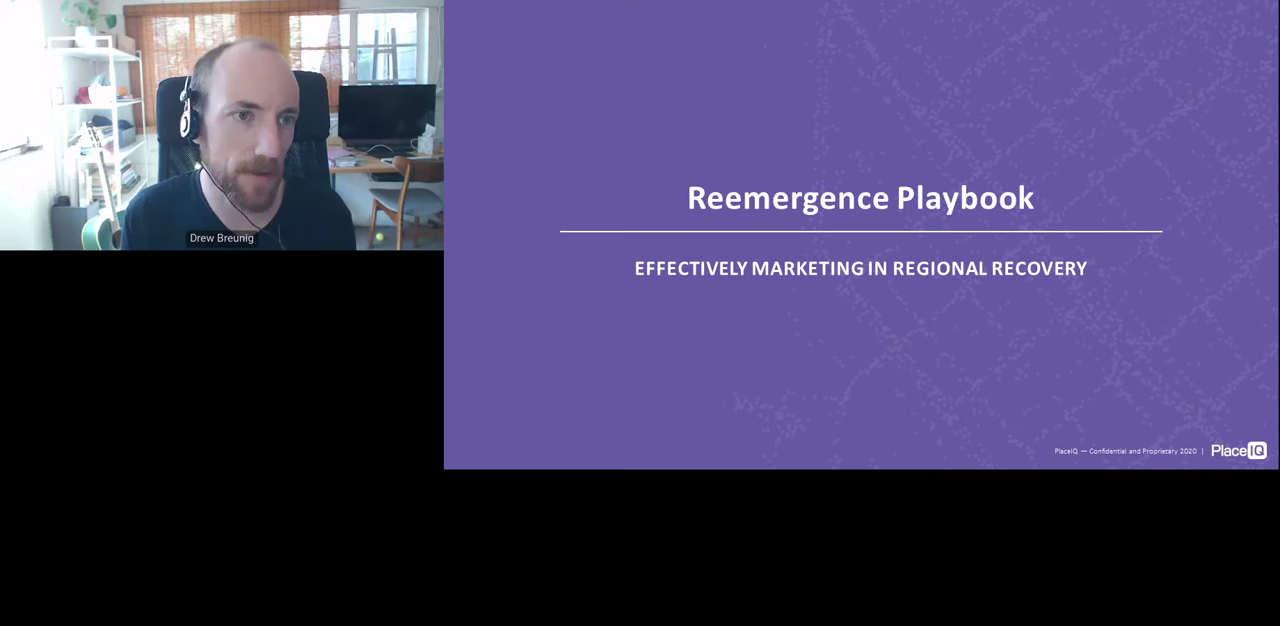 Drew Breunig
Reemergence Playbook
EFFECTIVELY MARKETING IN REGIONAL RECOVERY
PlaceIQ — Confidential and Proprietary 2020 | PlaceIQ